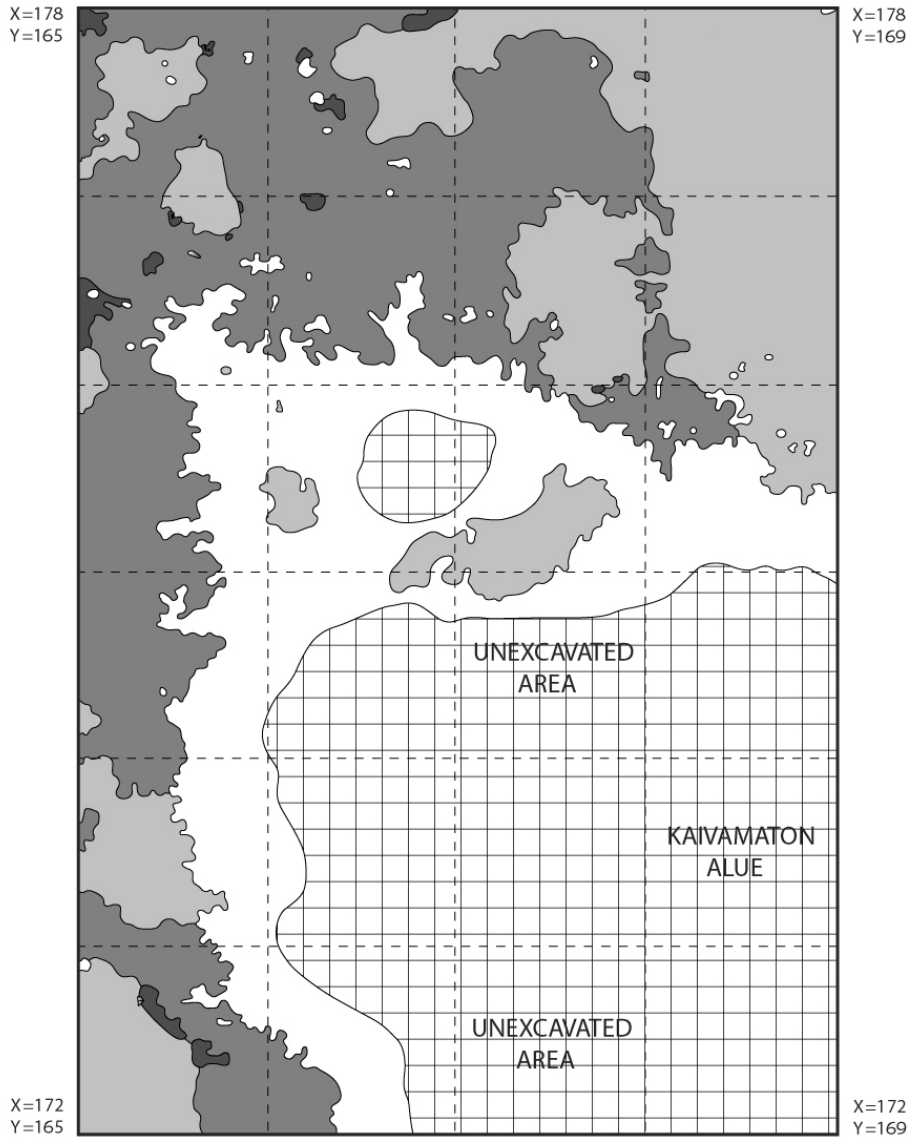 X=178
Y=165
X=178
Y=169
UNEXCAVATED
AREA
KAIVAMATON
ALUE
UNEXCAVATED
AREA
X=172
Y=165
X=172
Y=169